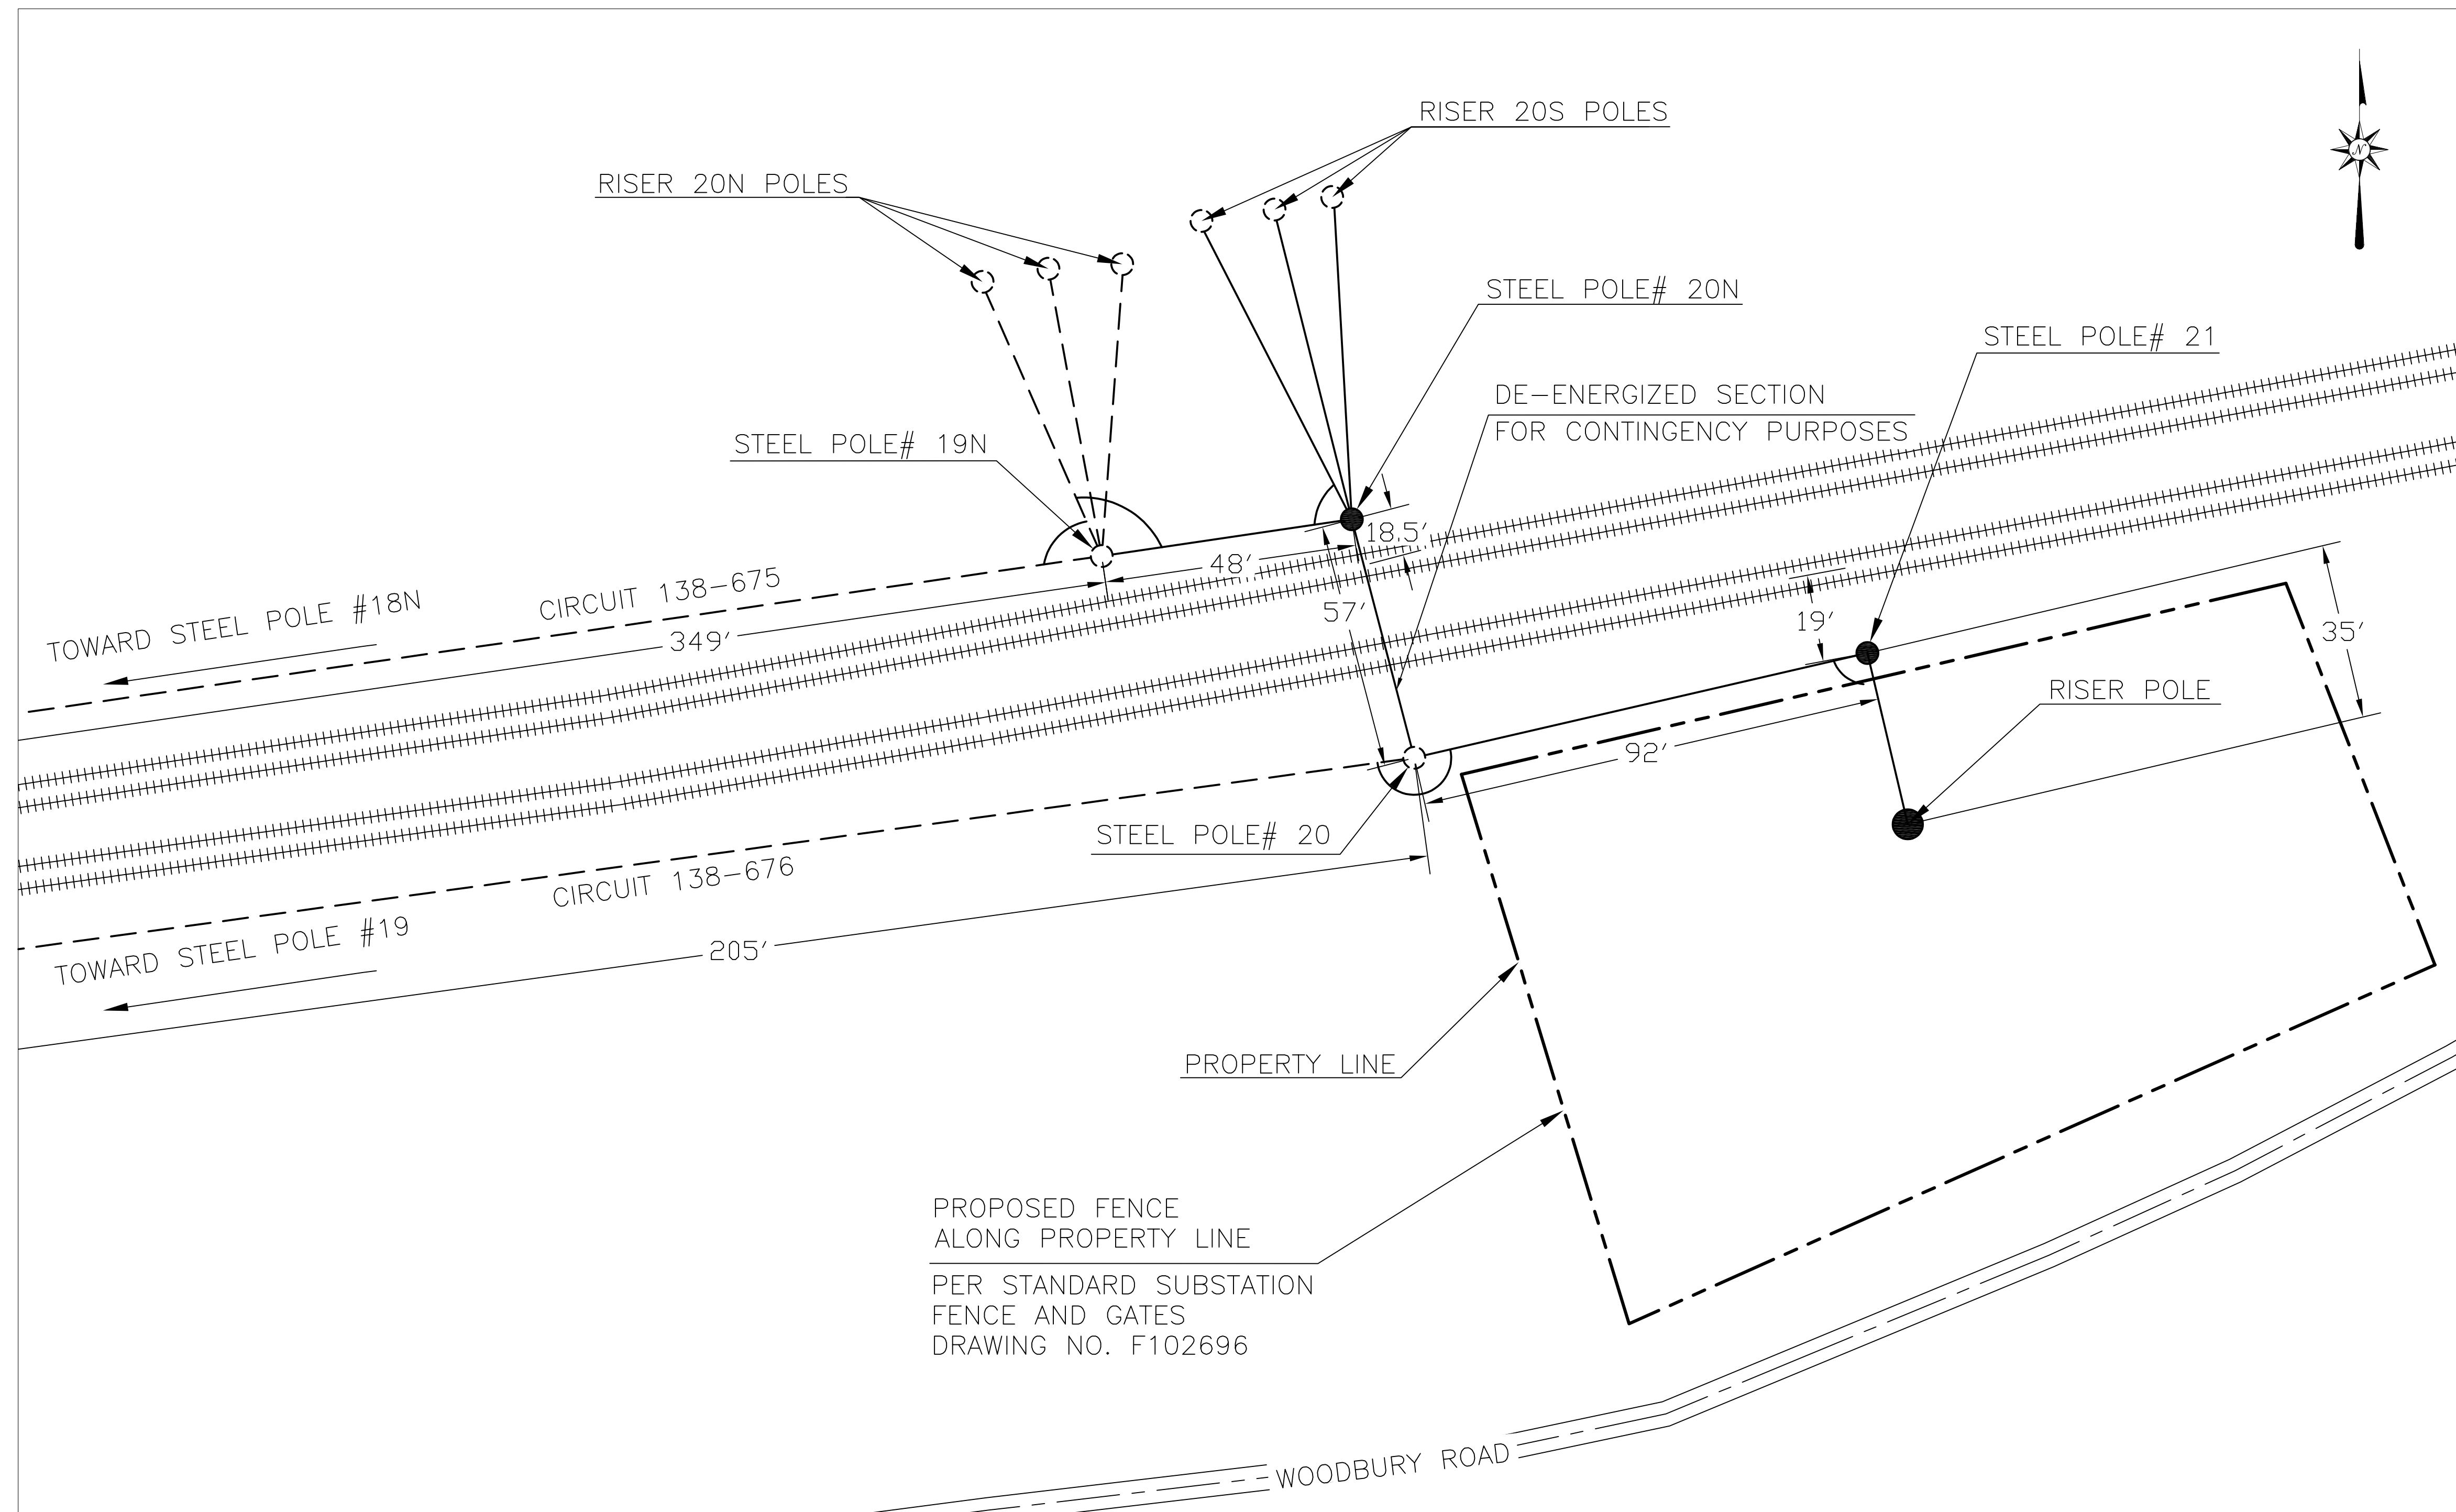 RISER 20S POLES
RISER 20N POLES
N
STEEL POLE# 20N
STEEL POLE# 21
DE-ENERGIZED SECTION
FOR CONTINGENCY PURPOSES
STEEL POLE# 19N
18.5'
48'
57'
19'
35'
TOWARD STEEL POLE #18N
CIRCUIT 138-675
349'
RISER POLE
92'
STEEL POLE# 20
CIRCUIT 138-676
TOWARD STEEL POLE #19
205'
PROPERTY LINE
PROPOSED FENCE
ALONG PROPERTY LINE
PER STANDARD SUBSTATION
FENCE AND GATES
DRAWING NO. F102696
WOODBURY ROAD